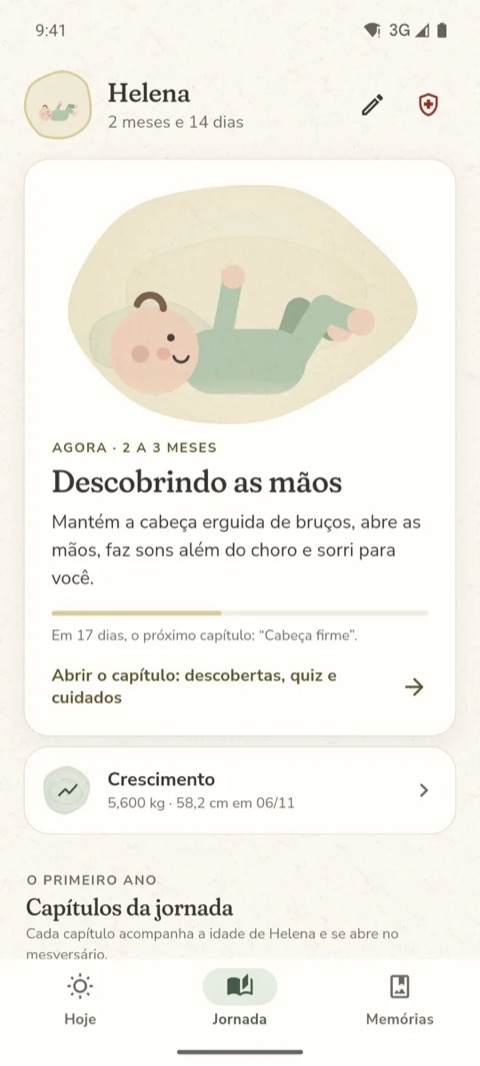 9:41
3G
Helena
2 meses e 14 dias
AGORA · 2 A 3 MESES
Descobrindo as mãos
Mantém a cabeça erguida de bruços, abre as
mãos, faz sons além do choro e sorri para
você.
Em 17 dias, o próximo capítulo: “Cabeça firme”.
Abrir o capítulo: descobertas, quiz e
cuidados
Crescimento
5,600 kg · 58,2 cm em 06/11
O PRIMEIRO ANO
Capítulos da jornada
Cada capítulo acompanha a idade de Helena e se abre no
mesversário.
Hoje
Jornada
Memórias